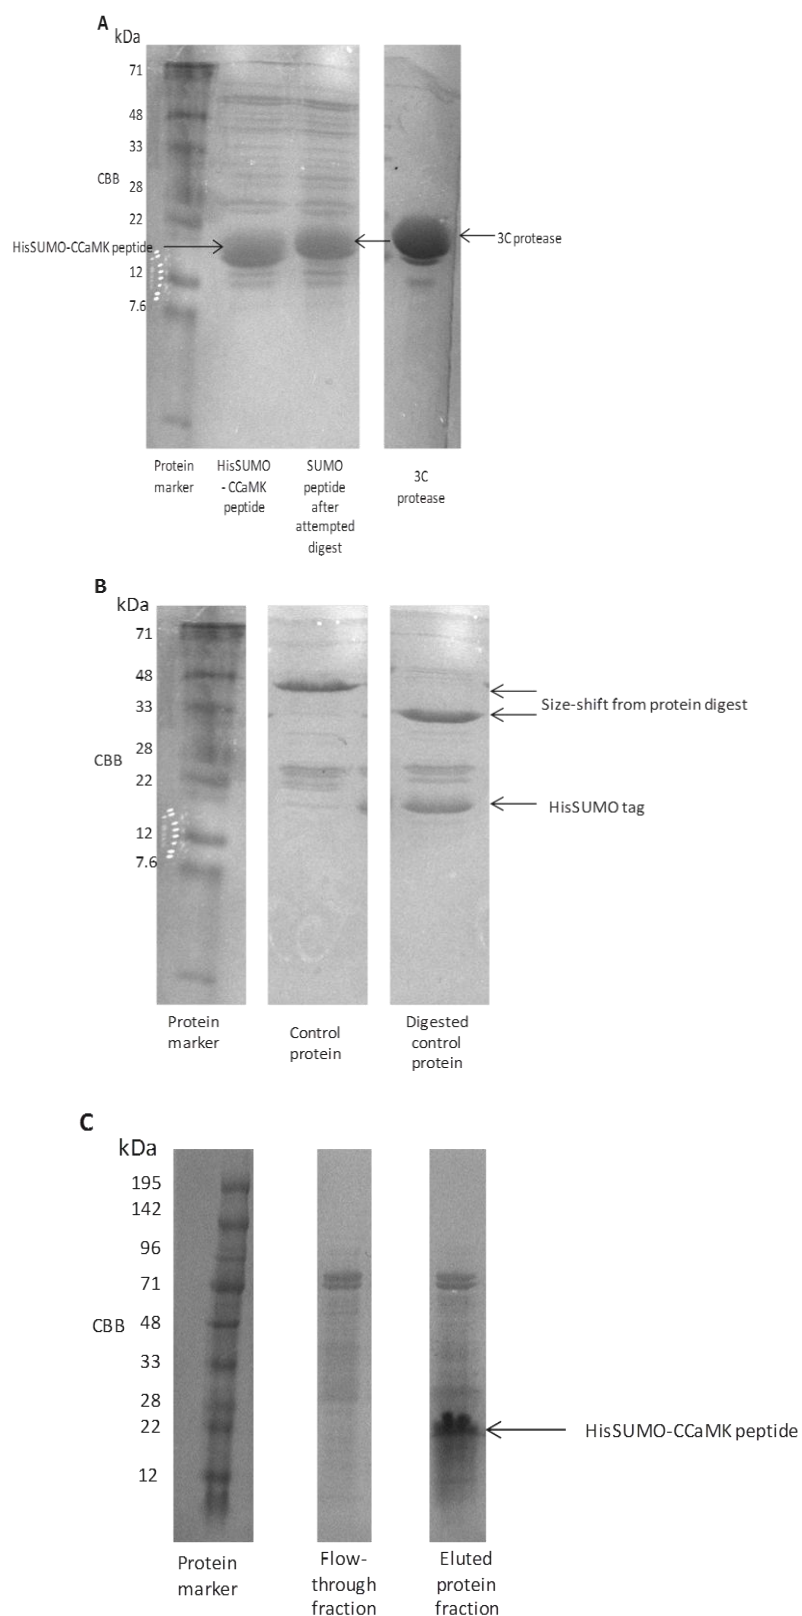 A
kDa
71
48
33
CBB
28
22
HisSUMO-CCaMK peptide
3C protease
12
7.6
Protein
marker
HisSUMO
- CCaMK
peptide
SUMO
peptide
after
attempted
digest
3C
protease
B
kDa
71
48
33
Size-shift from protein digest
28
CBB
22
HisSUMO tag
12
7.6
Protein
marker
Control
protein
Digested
control
protein
C
kDa
195
142
96
71
48
CBB
33
28
22
HisSUMO-CCaMK peptide
12
Protein
marker
Flow-
through
fraction
Eluted
protein
fraction